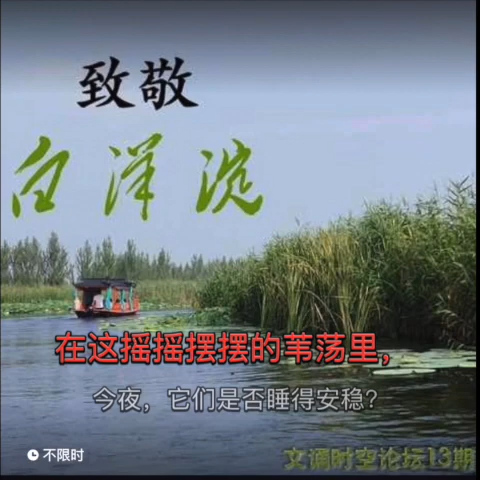 致敬
白洋淀
在这摇摇摆摆的苇荡里，
今夜，它们是否睡得安稳？
不限时
文诵时空论坛13期